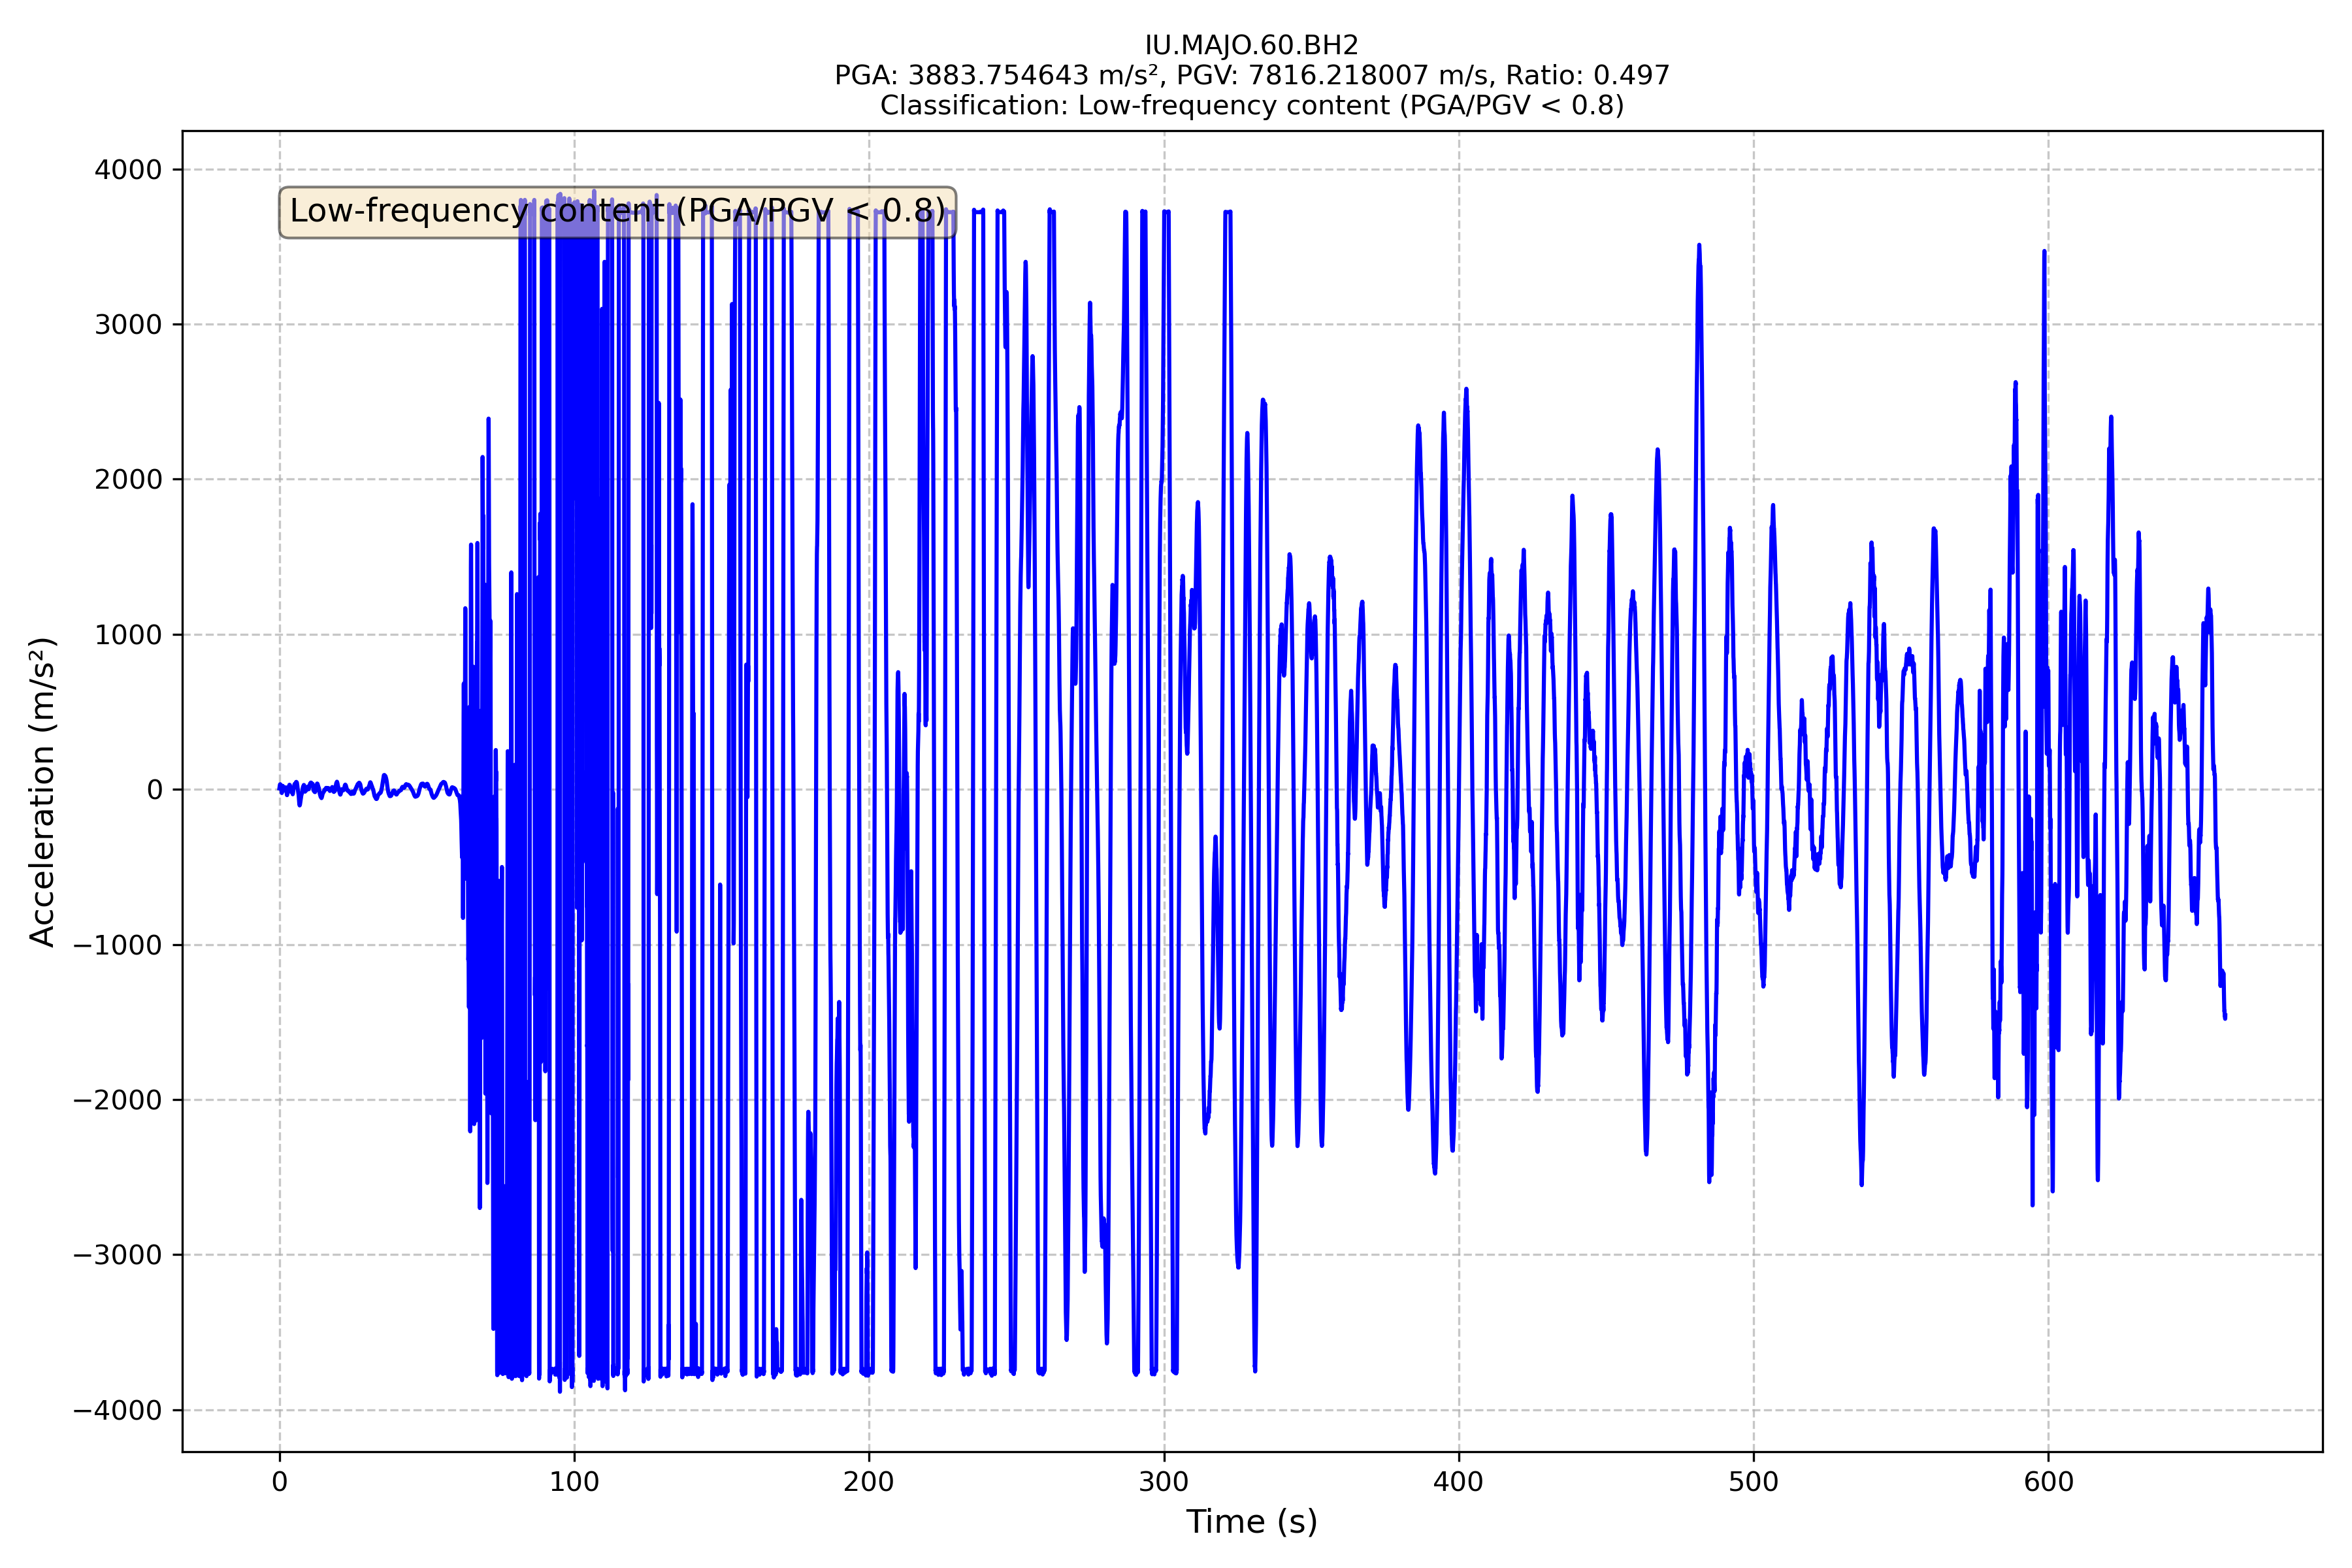 IU.MAJO.60.BH2
PGA: 3883.754643 m/s², PGV: 7816.218007 m/s, Ratio: 0.497
Classification: Low-frequency content (PGA/PGV < 0.8)
Low-frequency content (PGA/PGV < 0.8)
4000
3000
2000
1000
0
−1000
−2000
−3000
−4000
Acceleration (m/s²)
0 100 200 300 400 500 600
Time (s)